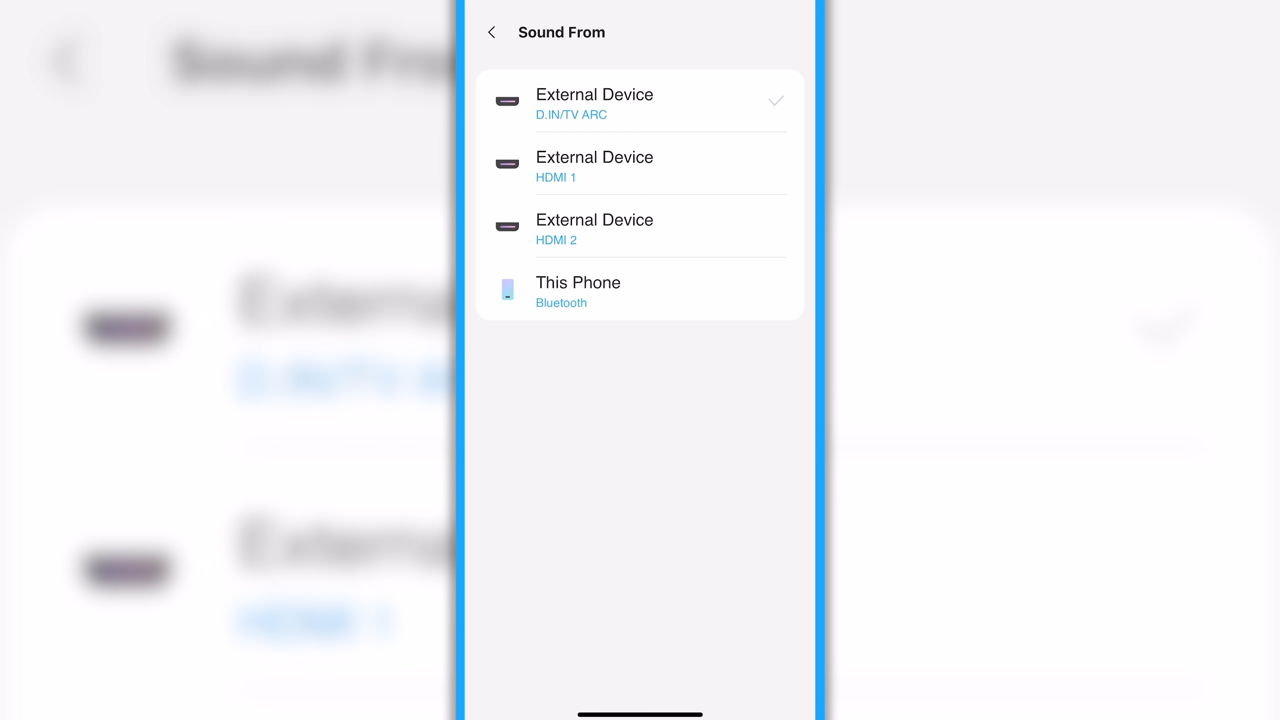 Sound From
External Device
D.IN/TV ARC
External Device
HDMI 1
External Device
HDMI 2
This Phone
Bluetooth